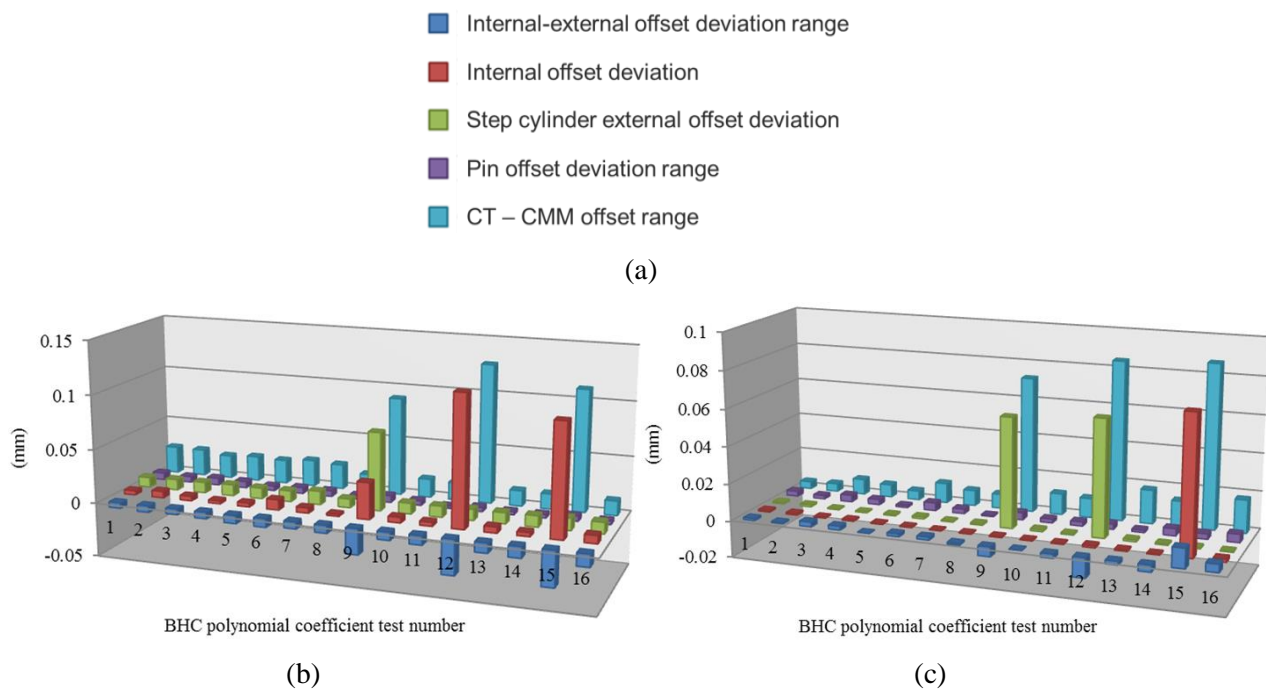 Internal-external offset deviation range
Internal offset deviation
Step cylinder external offset deviation
Pin offset deviation range
CT – CMM offset range
(a)
0.15
0.1
0.05
0
-0.05
(mm)
1 2 3 4 5 6 7 8 9 10 11 12 13 14 15 16
BHC polynomial coefficient test number
(b)
0.1
0.08
0.06
0.04
0.02
0
-0.02
(mm)
1 2 3 4 5 6 7 8 9 10 11 12 13 14 15 16
BHC polynomial coefficient test number
(c)